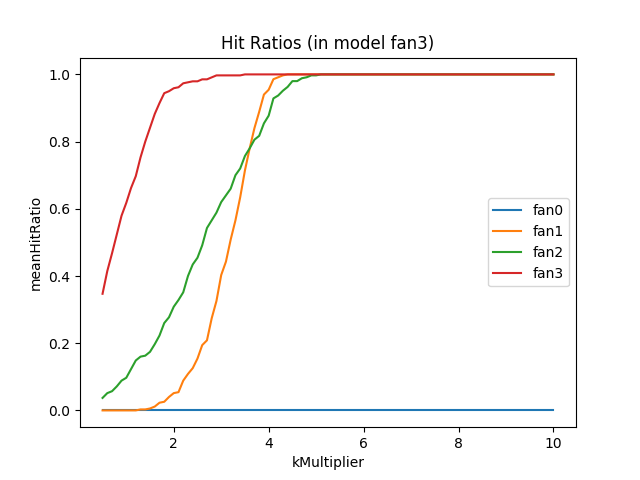 Hit Ratios (in model fan3)
meanHitRatio
1.0
0.8
0.6
0.4
0.2
0.0
fan0
fan1
fan2
fan3
2 4 6 8 10
kMultiplier